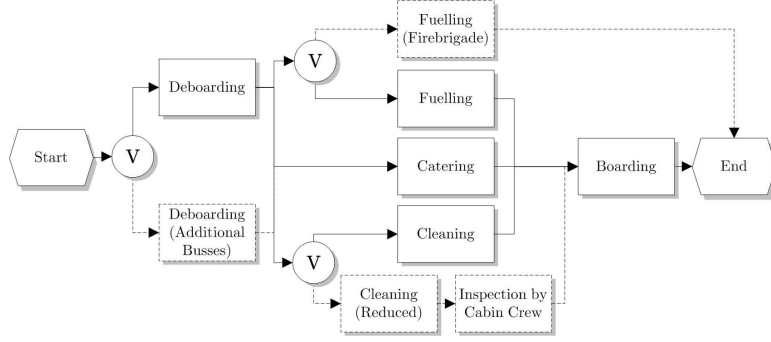 Fuelling
(Firebrigade)
V
Deboarding
Fuelling
Start
V
Catering
Boarding
End
Deboarding
(Additional
Busses)
Cleaning
V
Cleaning
(Reduced)
Inspection by
Cabin Crew